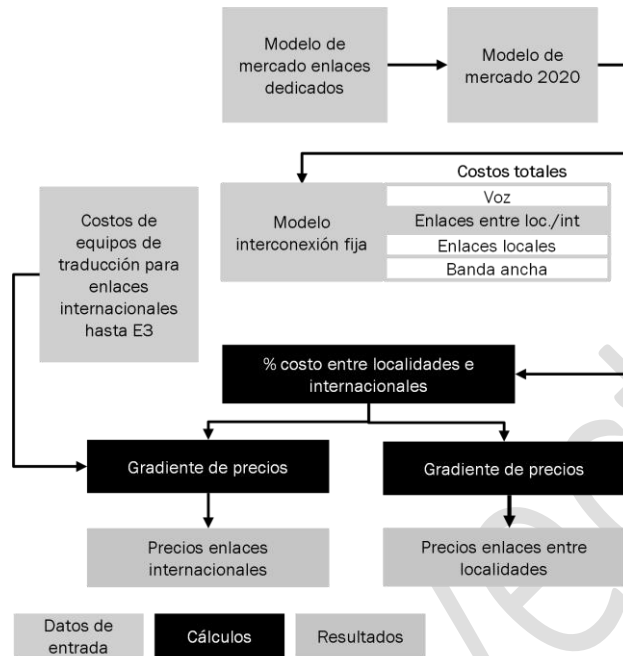 Modelo de
mercado enlaces
dedicados
Modelo de
mercado 2020
Costos totales
Costos de
equipos de
traducción para
enlaces
internacionales
hasta E3
Modelo
interconexión fija
Voz
Enlaces entre loc./int
Enlaces locales
Banda ancha
% costo entre localidades e
internacionales
Gradiente de precios
Gradiente de precios
Precios enlaces
internacionales
Precios enlaces entre
localidades
Datos de
entrada
Cálculos
Resultados